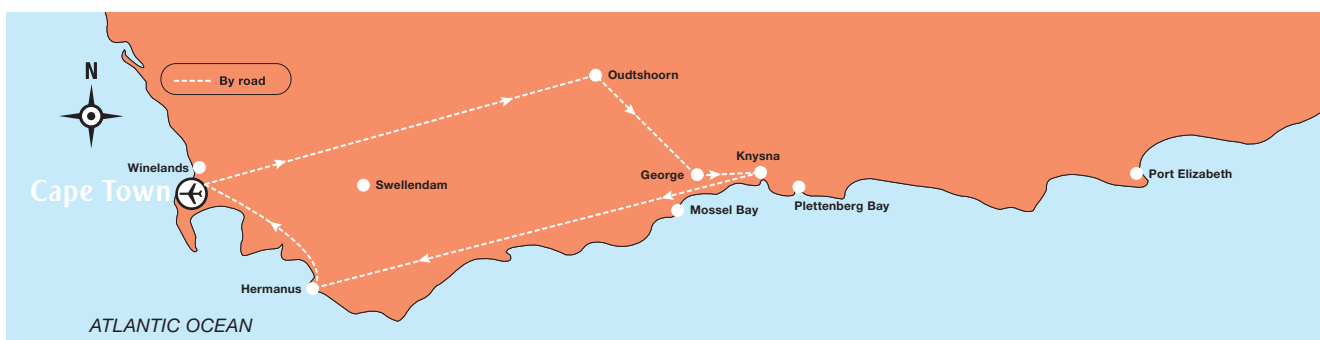 N
By road
Oudtshoorn
Winelands
Cape Town
Swellendam
George
Knysna
Port Elizabeth
Mossel Bay
Plettenberg Bay
Hermanus
ATLANTIC OCEAN